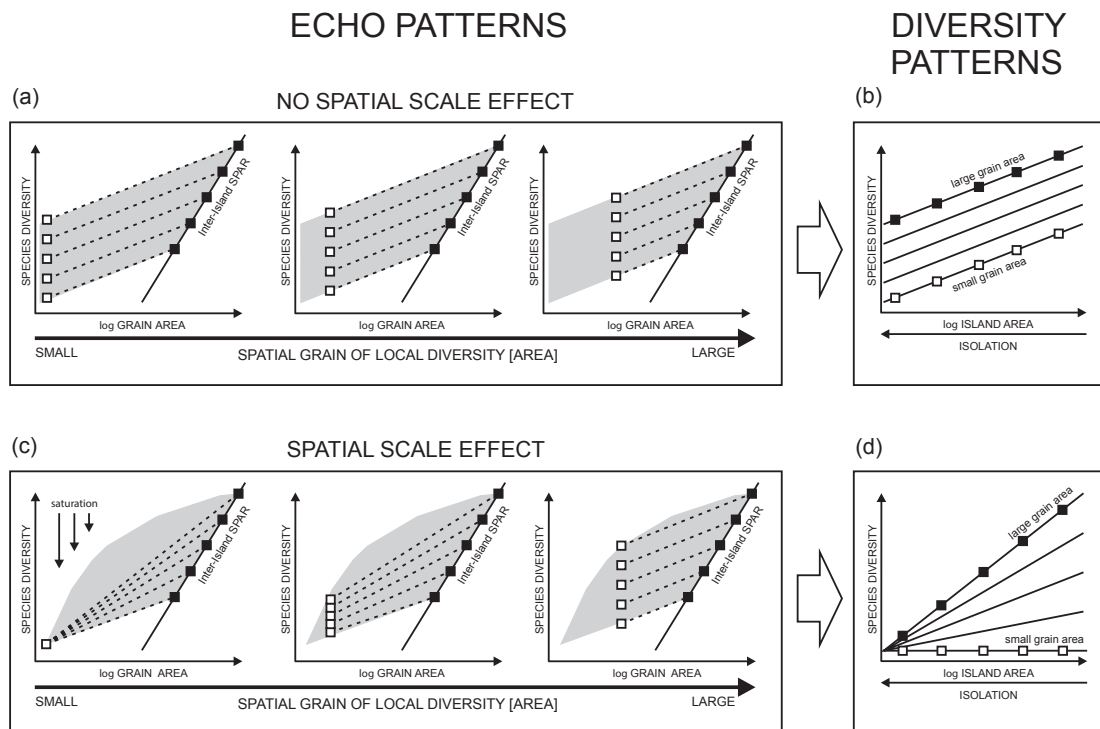 ECHO PATTERNS
DIVERSITY
PATTERNS
(a)
NO SPATIAL SCALE EFFECT
(b)
SPECIES DIVERSITY
Inter-Island SPAR
log GRAIN AREA
SPECIES DIVERSITY
Inter-Island SPAR
log GRAIN AREA
SPECIES DIVERSITY
Inter-Island SPAR
log GRAIN AREA
SMALL
SPATIAL GRAIN OF LOCAL DIVERSITY [AREA]
LARGE
SPECIES DIVERSITY
large grain area
small grain area
log ISLAND AREA
ISOLATION
(c)
SPATIAL SCALE EFFECT
(d)
saturation
SPECIES DIVERSITY
Inter-Island SPAR
log GRAIN AREA
SPECIES DIVERSITY
Inter-Island SPAR
log GRAIN AREA
SPECIES DIVERSITY
Inter-Island SPAR
log GRAIN AREA
SMALL
SPATIAL GRAIN OF LOCAL DIVERSITY [AREA]
LARGE
SPECIES DIVERSITY
large grain area
small grain area
log ISLAND AREA
ISOLATION